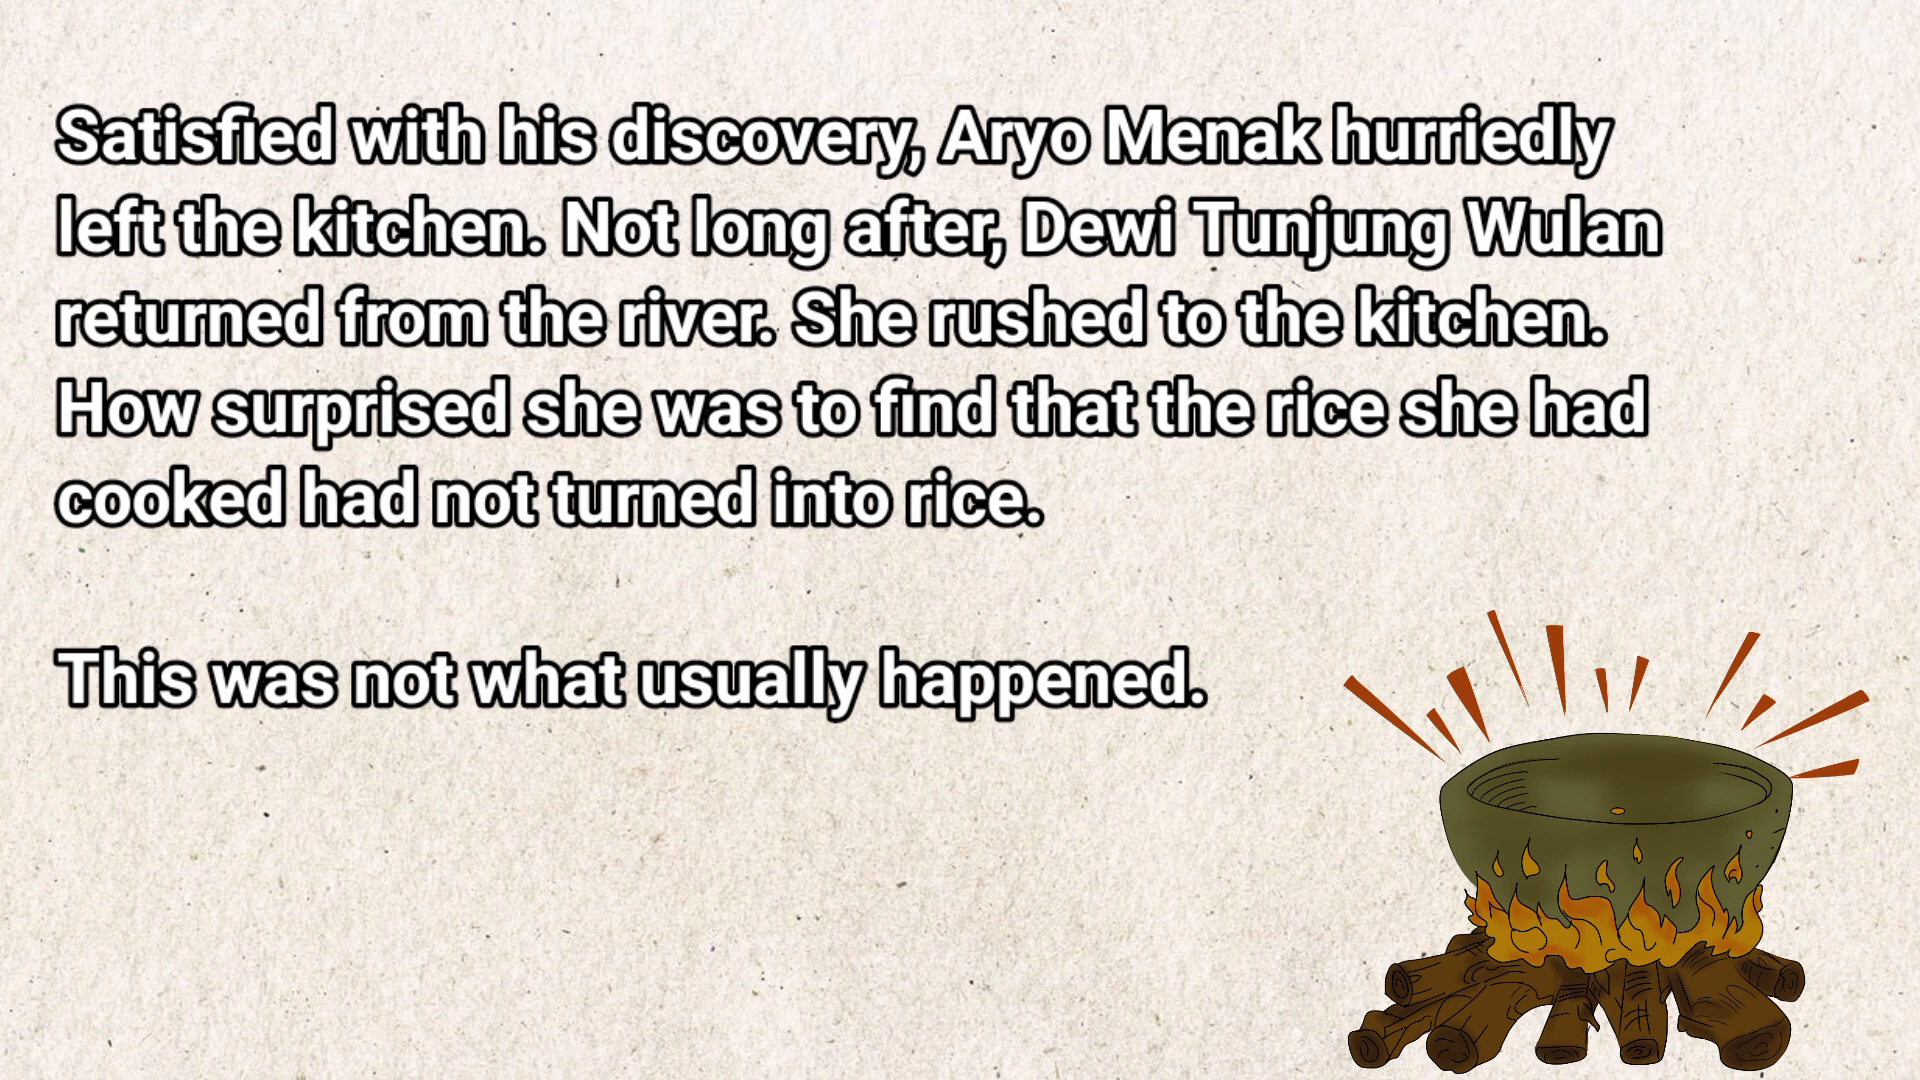 Satisfied with his discovery, Aryo Menak hurriedly
left the kitchen. Not long after, Dewi Tunjung Wulan
returned from the river. She rushed to the kitchen.
How surprised she was to find that the rice she had
cooked had not turned into rice.
This was not what usually happened.